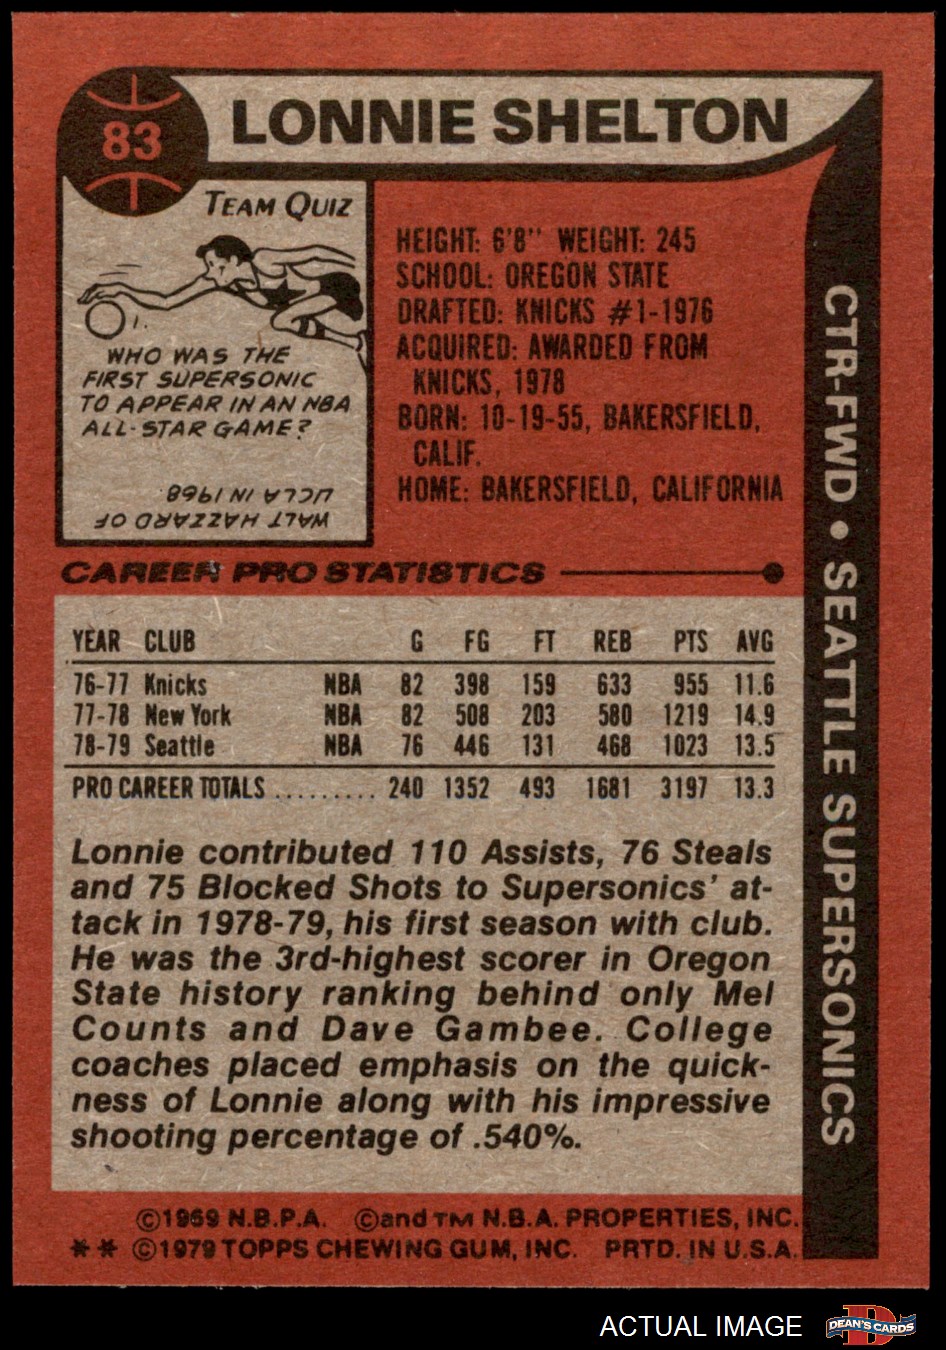 83
LONNIE SHELTON
TEAM QUIZ
WHO WAS THE
FIRST SUPERSONIC
TO APPEAR IN AN NBA
ALL-STAR GAME?
WALT HAZZARD OF
UCLA IN 1968
HEIGHT: 6'8" WEIGHT: 245
SCHOOL: OREGON STATE
DRAFTED: KNICKS #1-1976
ACQUIRED: AWARDED FROM
KNICKS, 1978
BORN: 10-19-55, BAKERSFIELD,
CALIF.
HOME: BAKERSFIELD, CALIFORNIA
CTR-FWD • SEATTLE SUPERSONICS
CAREER PRO STATISTICS
YEAR CLUB G FG FT REB PTS AVG
76-77 Knicks NBA 82 398 159 633 955 11.6
77-78 New York NBA 82 508 203 580 1219 14.9
78-79 Seattle NBA 76 446 131 468 1023 13.5
PRO CAREER TOTALS ......... 240 1352 493 1681 3197 13.3
Lonnie contributed 110 Assists, 76 Steals
and 75 Blocked Shots to Supersonics' at-
tack in 1978-79, his first season with club.
He was the 3rd-highest scorer in Oregon
State history ranking behind only Mel
Counts and Dave Gambee. College
coaches placed emphasis on the quick-
ness of Lonnie along with his impressive
shooting percentage of .540%.
©1969 N.B.P.A. ©and TM N.B.A. PROPERTIES, INC.
** ©1979 TOPPS CHEWING GUM, INC. PRTD. IN U.S.A.
ACTUAL IMAGE
D
DEAN'S CARDS